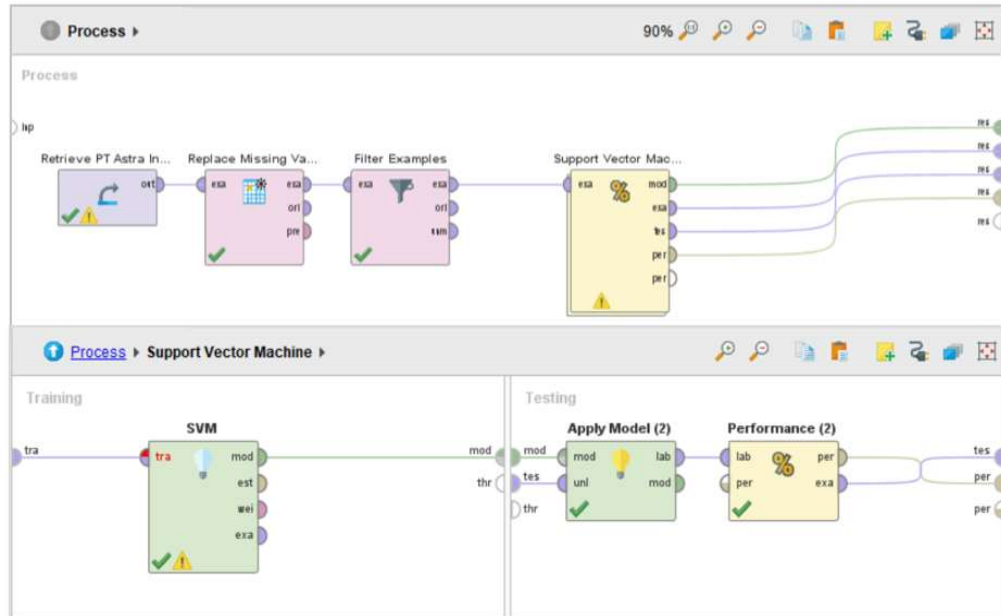 Process
90%
Process
inp
res
res
res
res
res
Retrieve PT Astra In...
Replace Missing Va...
Filter Examples
Support Vector Mac...
out
exa
exa
exa
exa
exa
mod
ori
ori
exa
pre
tes
per
per
Process Support Vector Machine
Training
Testing
SVM
Apply Model (2)
Performance (2)
tra
tra
mod
mod
mod
mod
lab
lab
per
tes
est
thr
tes
unl
mod
per
exa
per
wei
thr
per
exa